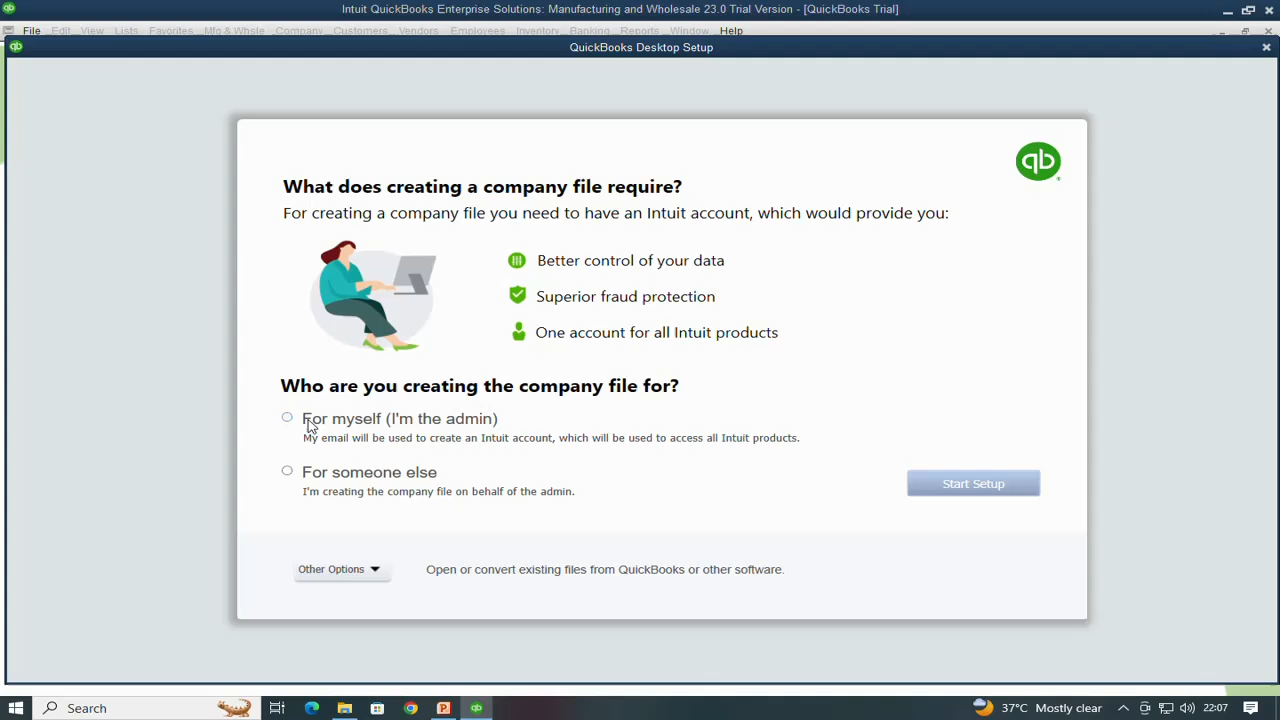 Intuit QuickBooks Enterprise Solutions: Manufacturing and Wholesale 23.0 Trial Version - [QuickBooks Trial]
File Edit View Lists Favorites Mfg & Whsle Company Customers Vendors Employees Inventory Banking Reports Window Help
QuickBooks Desktop Setup
qb
What does creating a company file require?
For creating a company file you need to have an Intuit account, which would provide you:
Better control of your data
Superior fraud protection
One account for all Intuit products
Who are you creating the company file for?
For myself (I'm the admin)
My email will be used to create an Intuit account, which will be used to access all Intuit products.
For someone else
I'm creating the company file on behalf of the admin.
Start Setup
Other Options
Open or convert existing files from QuickBooks or other software.
Search
37°C Mostly clear
22:07